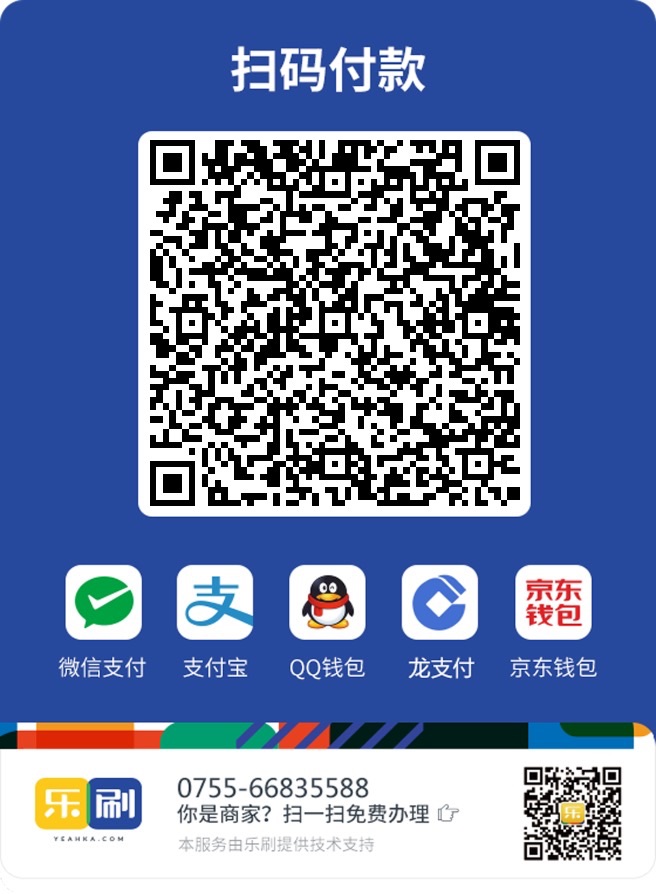 扫码付款
支
京东
钱包
微信支付
支付宝
QQ钱包
龙支付
京东钱包
乐刷
YEAHKA.COM
0755-66835588
你是商家？扫一扫免费办理
本服务由乐刷提供技术支持
乐